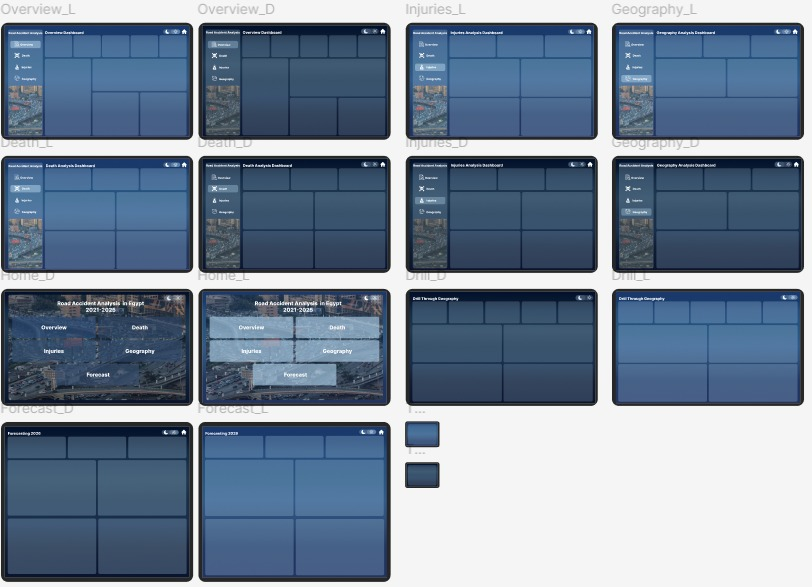 Overview_L
Overview_D
Injuries_L
Geography_L
Road Accident Analysis
Overview Dashboard
Overview
Death
Injuries
Geography
Road Accident Analysis
Overview Dashboard
Overview
Death
Injuries
Geography
Road Accident Analysis
Injuries Analysis Dashboard
Overview
Death
Injuries
Geography
Road Accident Analysis
Geography Analysis Dashboard
Overview
Death
Injuries
Geography
Death_L
Death_D
Injuries_D
Geography_D
Road Accident Analysis
Death Analysis Dashboard
Overview
Death
Injuries
Geography
Road Accident Analysis
Death Analysis Dashboard
Overview
Death
Injuries
Geography
Road Accident Analysis
Injuries Analysis Dashboard
Overview
Death
Injuries
Geography
Road Accident Analysis
Geography Analysis Dashboard
Overview
Death
Injuries
Geography
Home_D
Home_L
Drill_D
Drill_L
Road Accident Analysis in Egypt
2021-2025
Overview
Death
Injuries
Geography
Forecast
Road Accident Analysis in Egypt
2021-2025
Overview
Death
Injuries
Geography
Forecast
Drill Through Geography
Drill Through Geography
Forecast_D
Forecast_L
T...
Forecasting 2026
T...